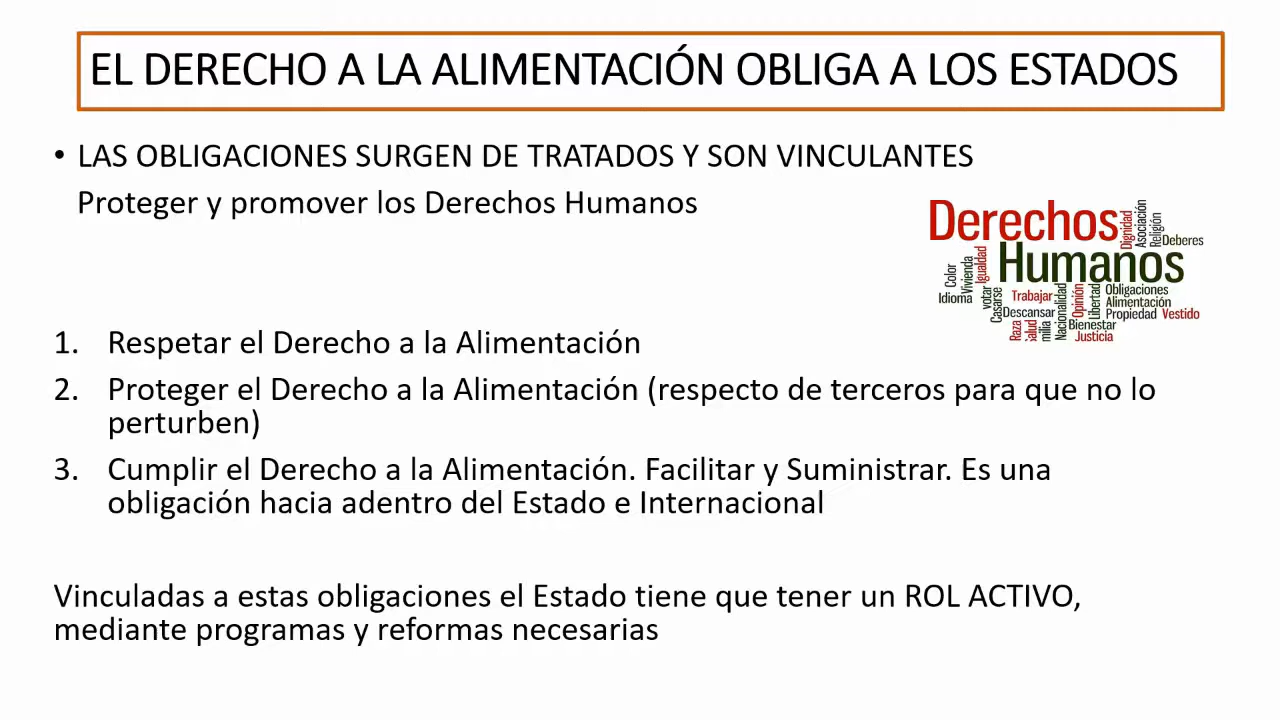 EL DERECHO A LA ALIMENTACIÓN OBLIGA A LOS ESTADOS
• LAS OBLIGACIONES SURGEN DE TRATADOS Y SON VINCULANTES
Proteger y promover los Derechos Humanos
Derechos
Humanos
Dignidad
Asociación
Religión
Deberes
Color
Vivienda
Igualdad
Idioma
votar
Casarse
Trabajar
Descansar
Nacionalidad
Opinión
Libertad
Obligaciones
Alimentación
Propiedad
Vestido
Raza
Salud
milia
Bienestar
Justicia
1. Respetar el Derecho a la Alimentación
2. Proteger el Derecho a la Alimentación (respecto de terceros para que no lo
perturben)
3. Cumplir el Derecho a la Alimentación. Facilitar y Suministrar. Es una
obligación hacia adentro del Estado e Internacional
Vinculadas a estas obligaciones el Estado tiene que tener un ROL ACTIVO,
mediante programas y reformas necesarias